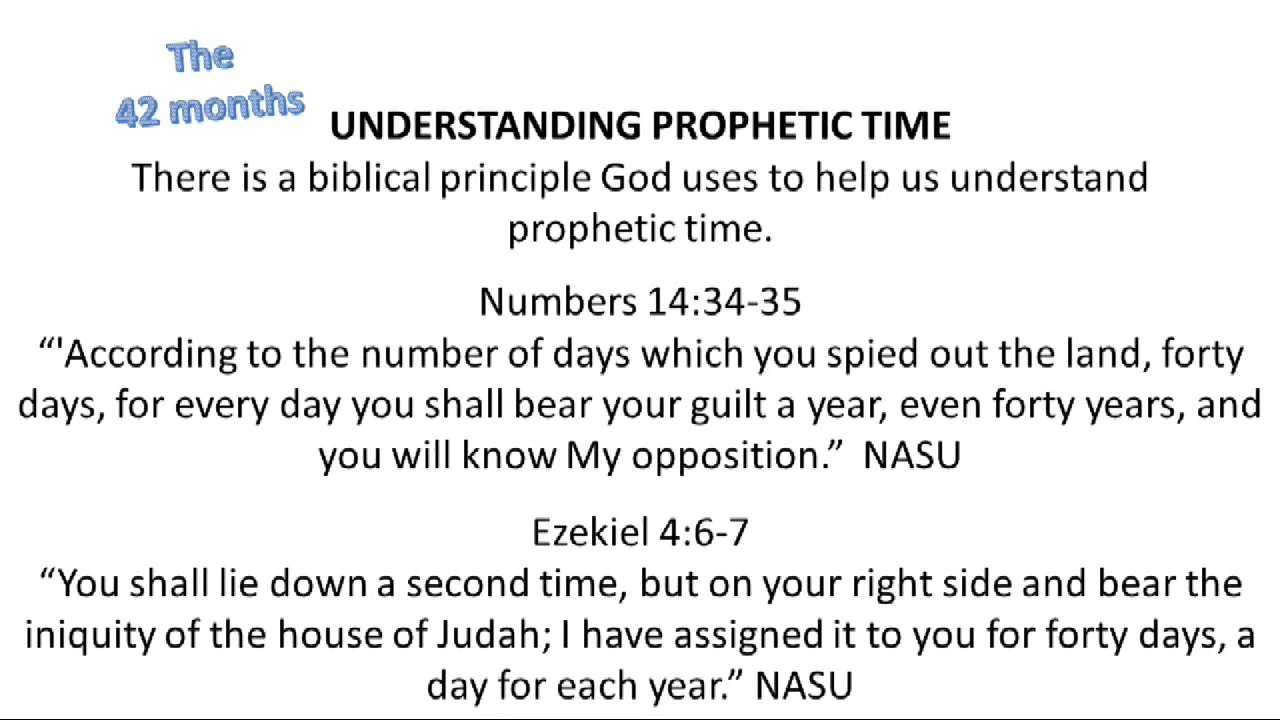 The
42 months
UNDERSTANDING PROPHETIC TIME
There is a biblical principle God uses to help us understand
prophetic time.
Numbers 14:34-35
“'According to the number of days which you spied out the land, forty
days, for every day you shall bear your guilt a year, even forty years, and
you will know My opposition.”  NASU
Ezekiel 4:6-7
“You shall lie down a second time, but on your right side and bear the
iniquity of the house of Judah; I have assigned it to you for forty days, a
day for each year.” NASU